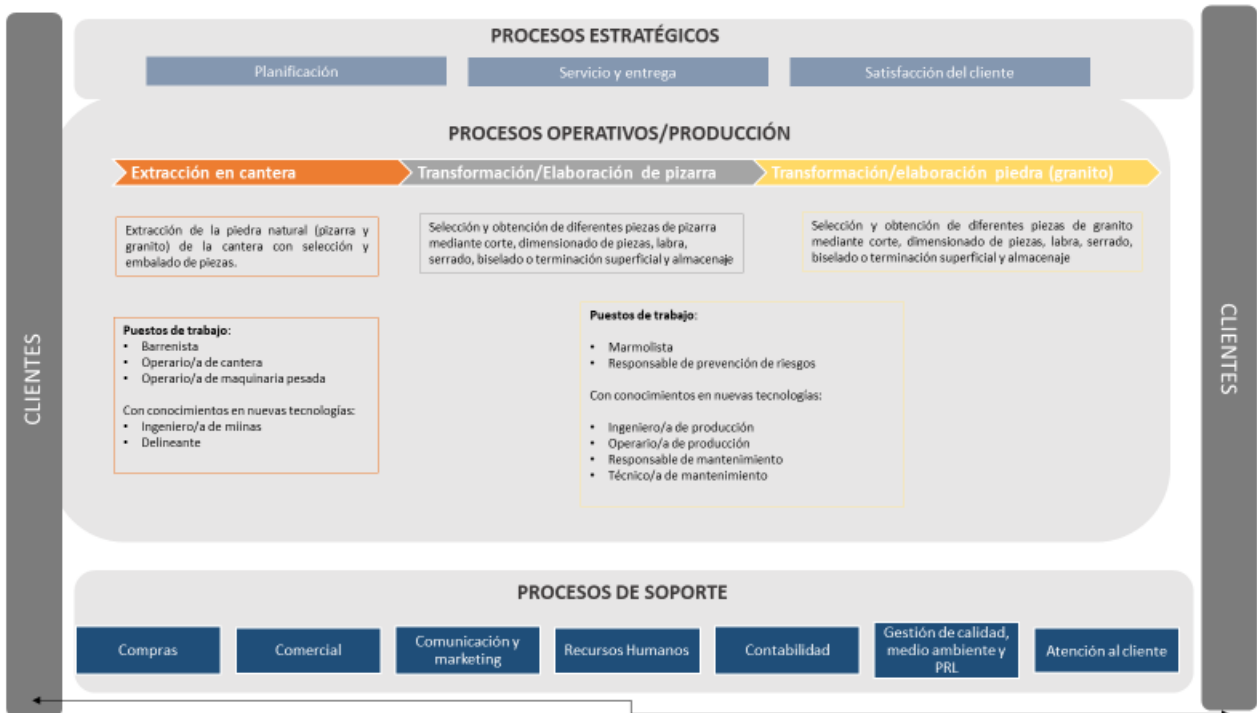 PROCESOS ESTRATÉGICOS
Planificación
Servicio y entrega
Satisfacción del cliente
PROCESOS OPERATIVOS/PRODUCCIÓN
Extracción en cantera
Transformación/Elaboración de pizarra
Transformación/elaboración piedra (granito)
Extracción de la piedra natural (pizarra y
granito) de la cantera con selección y
embalado de piezas.
Selección y obtención de diferentes piezas de pizarra
mediante corte, dimensionado de piezas, labra,
serrado, biselado o terminación superficial y almacenaje
Selección y obtención de diferentes piezas de granito
mediante corte, dimensionado de piezas, labra, serrado,
biselado o terminación superficial y almacenaje
Puestos de trabajo:
• Barrenista
• Operario/a de cantera
• Operario/a de maquinaria pesada
Con conocimientos en nuevas tecnologías:
• Ingeniero/a de miinas
• Delineante
Puestos de trabajo:
• Marmolista
• Responsable de prevención de riesgos
Con conocimientos en nuevas tecnologías:
• Ingeniero/a de producción
• Operario/a de producción
• Responsable de mantenimiento
• Técnico/a de mantenimiento
CLIENTES
CLIENTES
PROCESOS DE SOPORTE
Compras
Comercial
Comunicación y
marketing
Recursos Humanos
Contabilidad
Gestión de calidad,
medio ambiente y
PRL
Atención al cliente